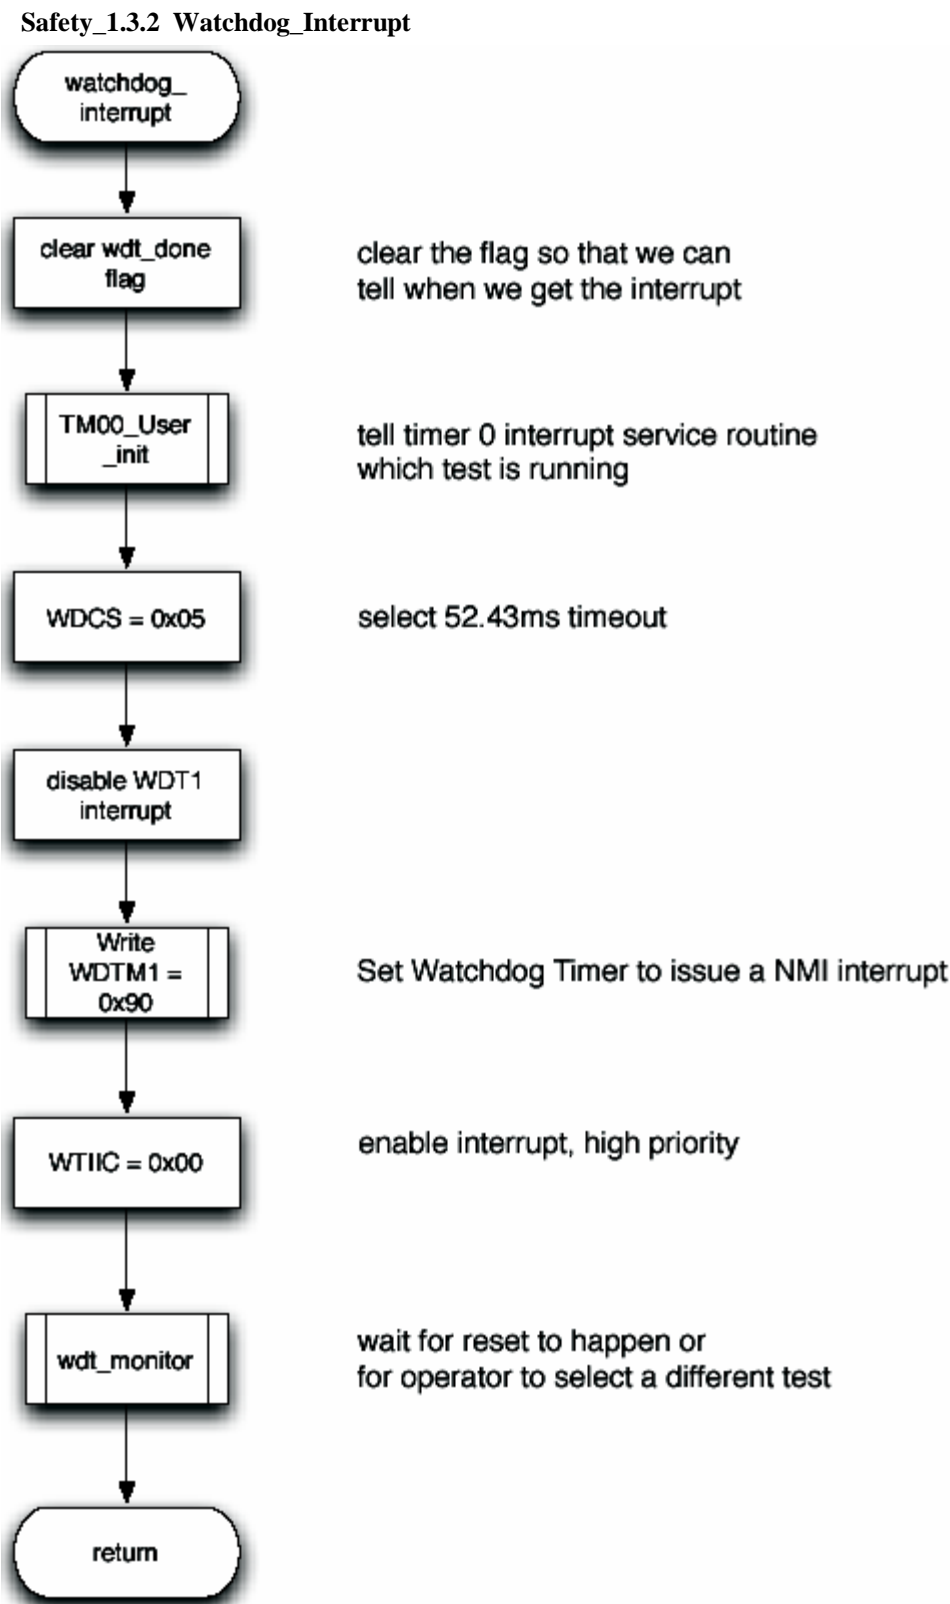 Safety_1.3.2 Watchdog_Interrupt
watchdog_
interrupt
clear wdt_done
flag
clear the flag so that we can
tell when we get the interrupt
TM00_User
_init
tell timer 0 interrupt service routine
which test is running
WDCS = 0x05
select 52.43ms timeout
disable WDT1
interrupt
Write
WDTM1 =
0x90
Set Watchdog Timer to issue a NMI interrupt
WTIIC = 0x00
enable interrupt, high priority
wdt_monitor
wait for reset to happen or
for operator to select a different test
return